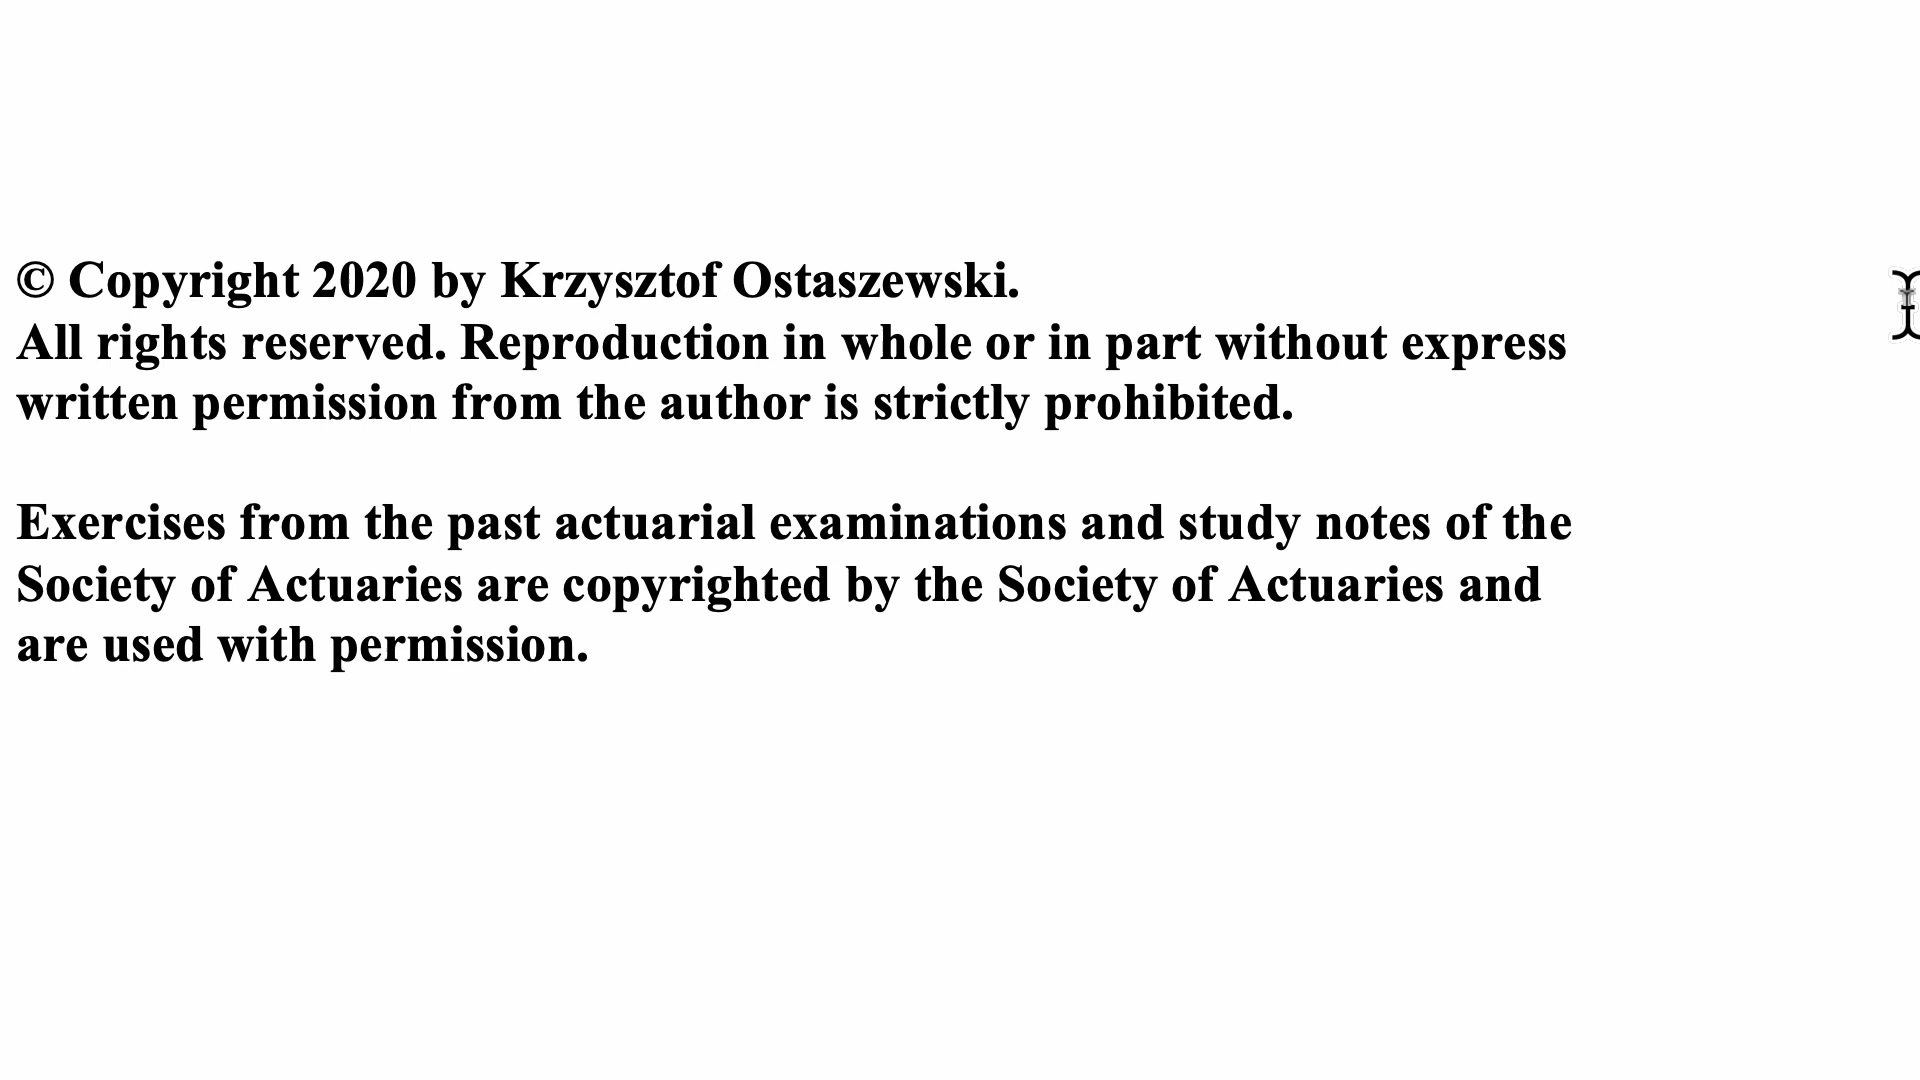 © Copyright 2020 by Krzysztof Ostaszewski.
All rights reserved. Reproduction in whole or in part without express
written permission from the author is strictly prohibited.
Exercises from the past actuarial examinations and study notes of the
Society of Actuaries are copyrighted by the Society of Actuaries and
are used with permission.